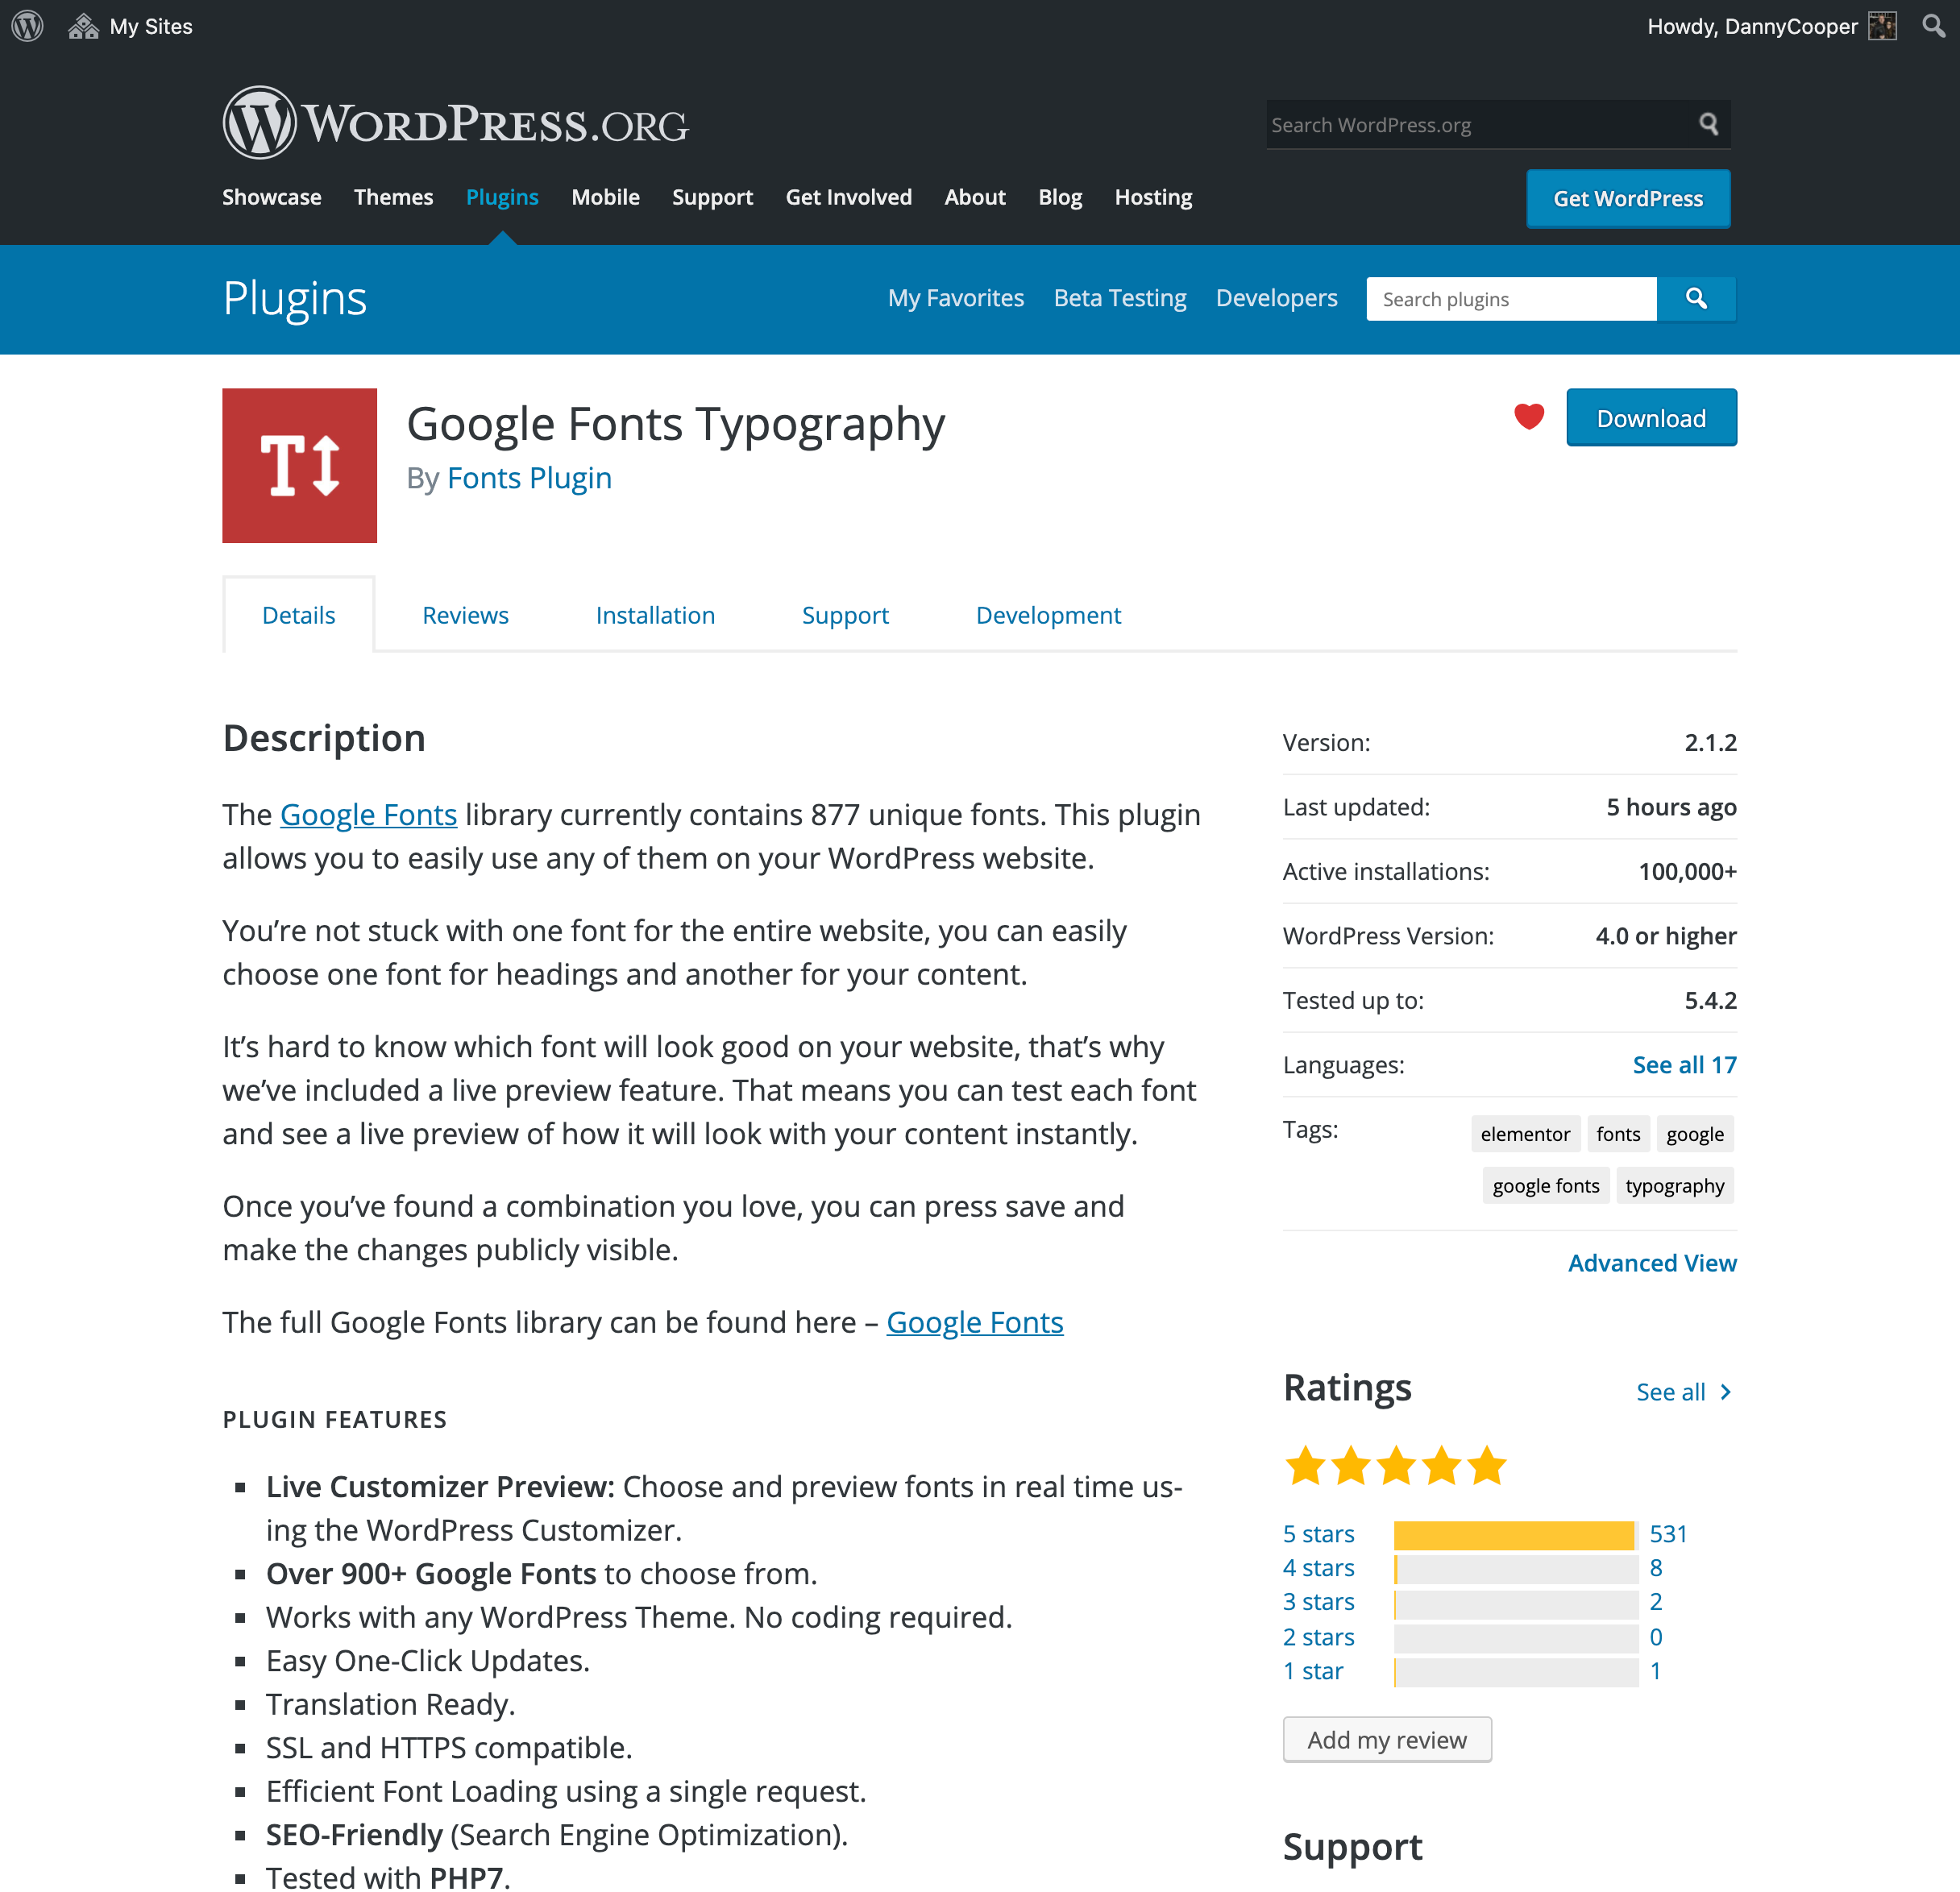 My Sites
Howdy, DannyCooper
WORDPRESS.ORG
Search WordPress.org
Showcase Themes Plugins Mobile Support Get Involved About Blog Hosting
Get WordPress
Plugins
My Favorites Beta Testing Developers
Search plugins
Google Fonts Typography
By Fonts Plugin
Download
Details Reviews Installation Support Development
Description
The Google Fonts library currently contains 877 unique fonts. This plugin
allows you to easily use any of them on your WordPress website.
You’re not stuck with one font for the entire website, you can easily
choose one font for headings and another for your content.
It’s hard to know which font will look good on your website, that’s why
we’ve included a live preview feature. That means you can test each font
and see a live preview of how it will look with your content instantly.
Once you’ve found a combination you love, you can press save and
make the changes publicly visible.
The full Google Fonts library can be found here – Google Fonts
PLUGIN FEATURES
Live Customizer Preview: Choose and preview fonts in real time us-
ing the WordPress Customizer.
Over 900+ Google Fonts to choose from.
Works with any WordPress Theme. No coding required.
Easy One-Click Updates.
Translation Ready.
SSL and HTTPS compatible.
Efficient Font Loading using a single request.
SEO-Friendly (Search Engine Optimization).
Tested with PHP7.
Version: 2.1.2
Last updated: 5 hours ago
Active installations: 100,000+
WordPress Version: 4.0 or higher
Tested up to: 5.4.2
Languages: See all 17
Tags: elementor fonts google
google fonts typography
Advanced View
Ratings See all
5 stars 531
4 stars 8
3 stars 2
2 stars 0
1 star 1
Add my review
Support